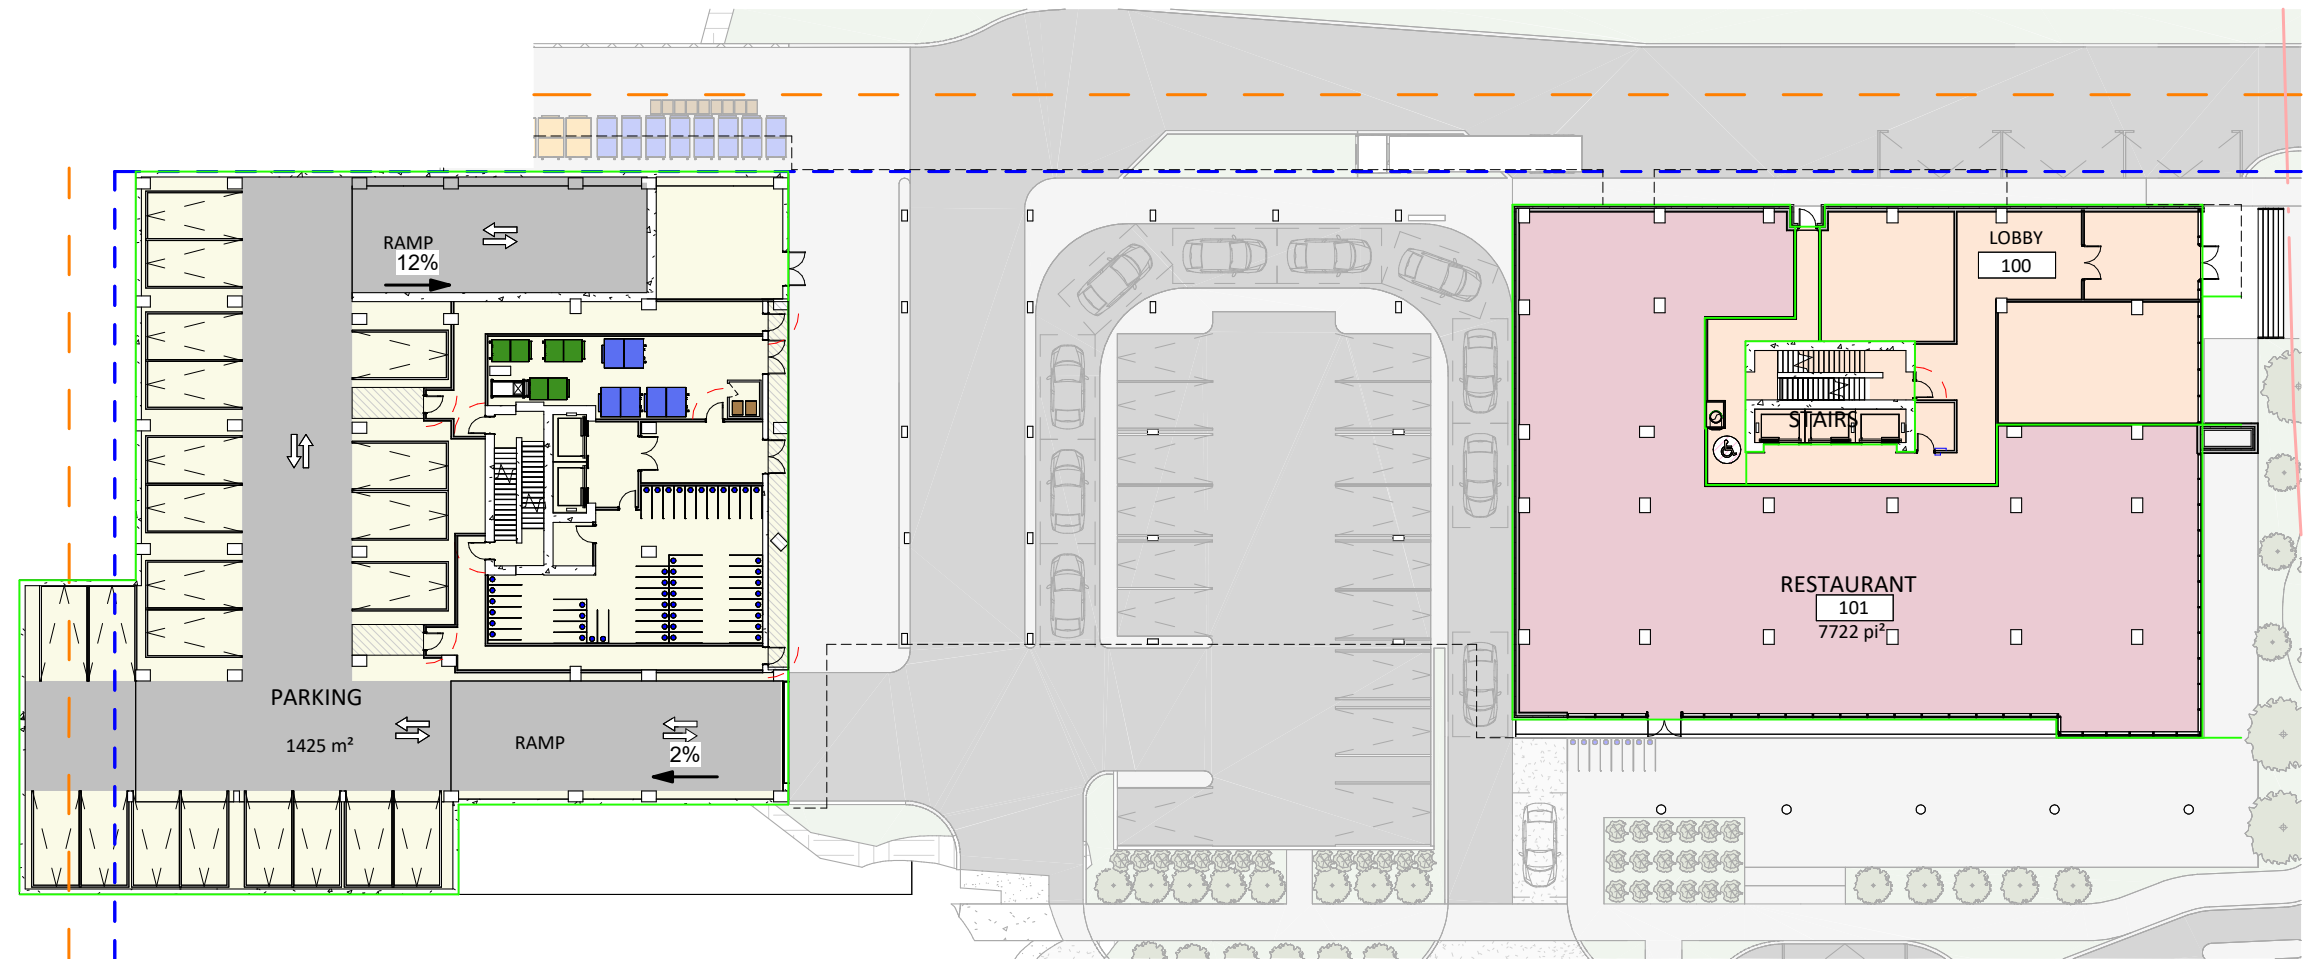 RAMP
12%
LOBBY
100
STAIRS
RESTAURANT
101
7722 pi²
PARKING
1425 m²
RAMP
2%